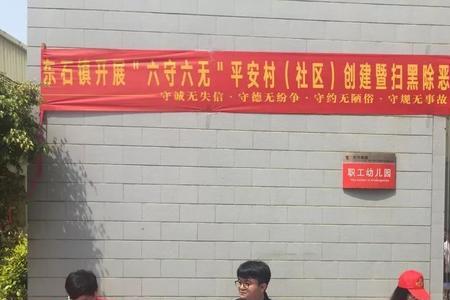 东石镇开展“六守六无”平安村（社区）创建暨扫黑除恶
守诚无失信·守德无纷争·守约无陋俗·守规无事故
职工幼儿园